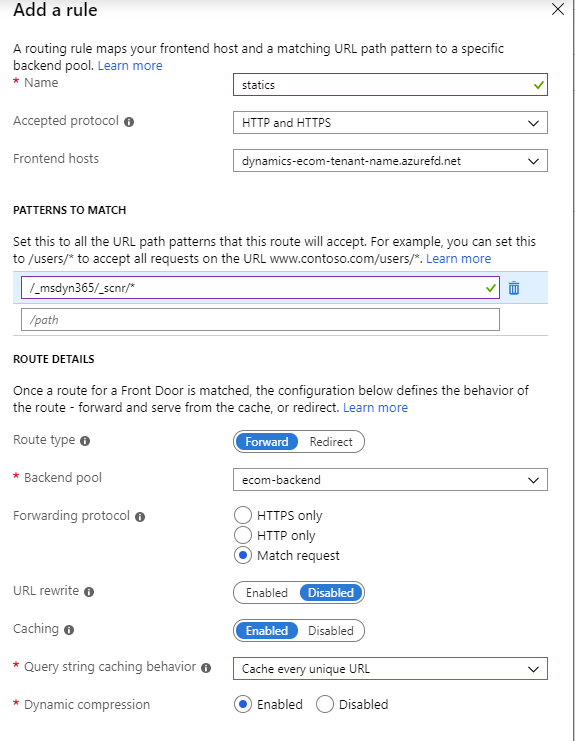 Add a rule
A routing rule maps your frontend host and a matching URL path pattern to a specific
backend pool. Learn more
* Name
statics
Accepted protocol
HTTP and HTTPS
Frontend hosts
dynamics-ecom-tenant-name.azurefd.net
PATTERNS TO MATCH
Set this to all the URL path patterns that this route will accept. For example, you can set this
to /users/* to accept all requests on the URL www.contoso.com/users/*. Learn more
/_msdyn365/_scnr/*
/path
ROUTE DETAILS
Once a route for a Front Door is matched, the configuration below defines the behavior of
the route - forward and serve from the cache, or redirect. Learn more
Route type
Forward Redirect
* Backend pool
ecom-backend
Forwarding protocol
HTTPS only
HTTP only
Match request
URL rewrite
Enabled Disabled
Caching
Enabled Disabled
* Query string caching behavior
Cache every unique URL
* Dynamic compression
Enabled Disabled